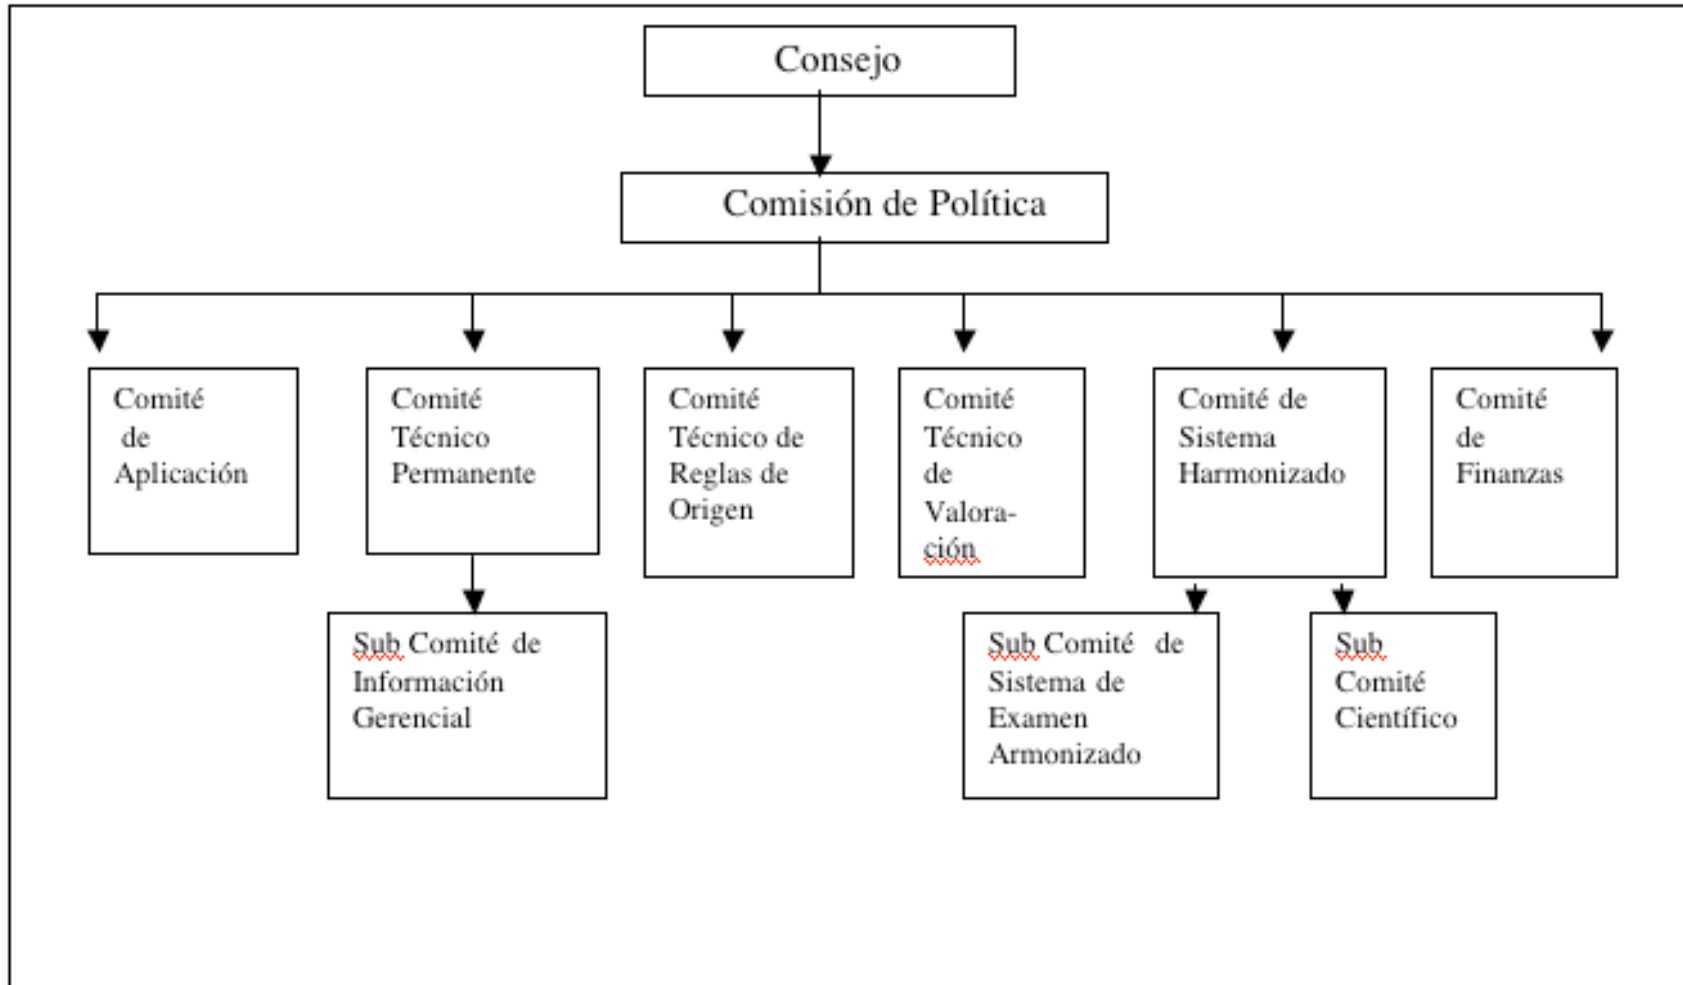 Consejo
Comisión de Política
Comité
de
Aplicación
Comité
Técnico
Permanente
Comité
Técnico de
Reglas de
Origen
Comité
Técnico
de
Valora-
ción
Comité de
Sistema
Harmonizado
Comité
de
Finanzas
Sub Comité de
Información
Gerencial
Sub Comité de
Sistema de
Examen
Armonizado
Sub
Comité
Científico